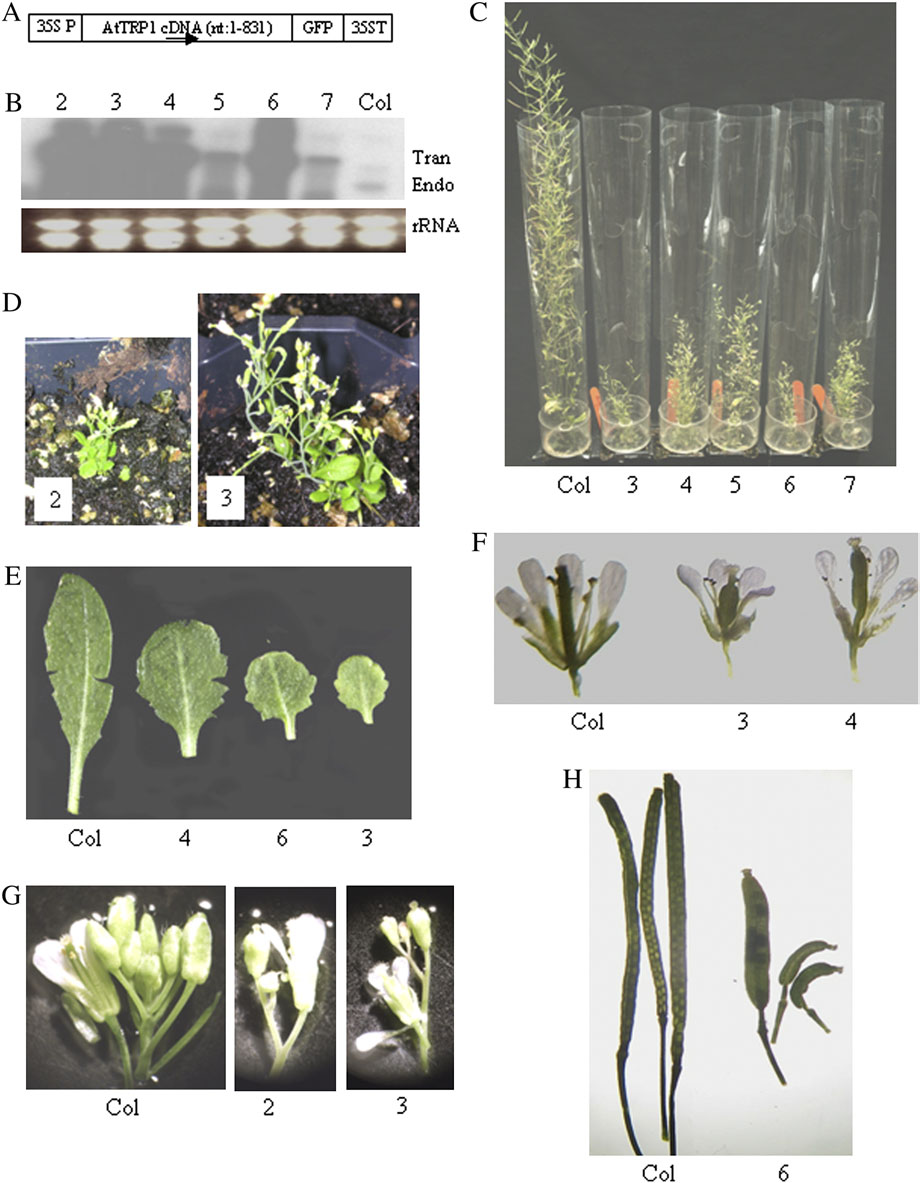 A
35S P AtTRP1 cDNA (nt:1-831) GFP 35ST
B
2 3 4 5 6 7 Col
Tran
Endo
rRNA
C
Col 3 4 5 6 7
D
2
3
E
Col 4 6 3
F
Col 3 4
G
Col 2 3
H
Col 6